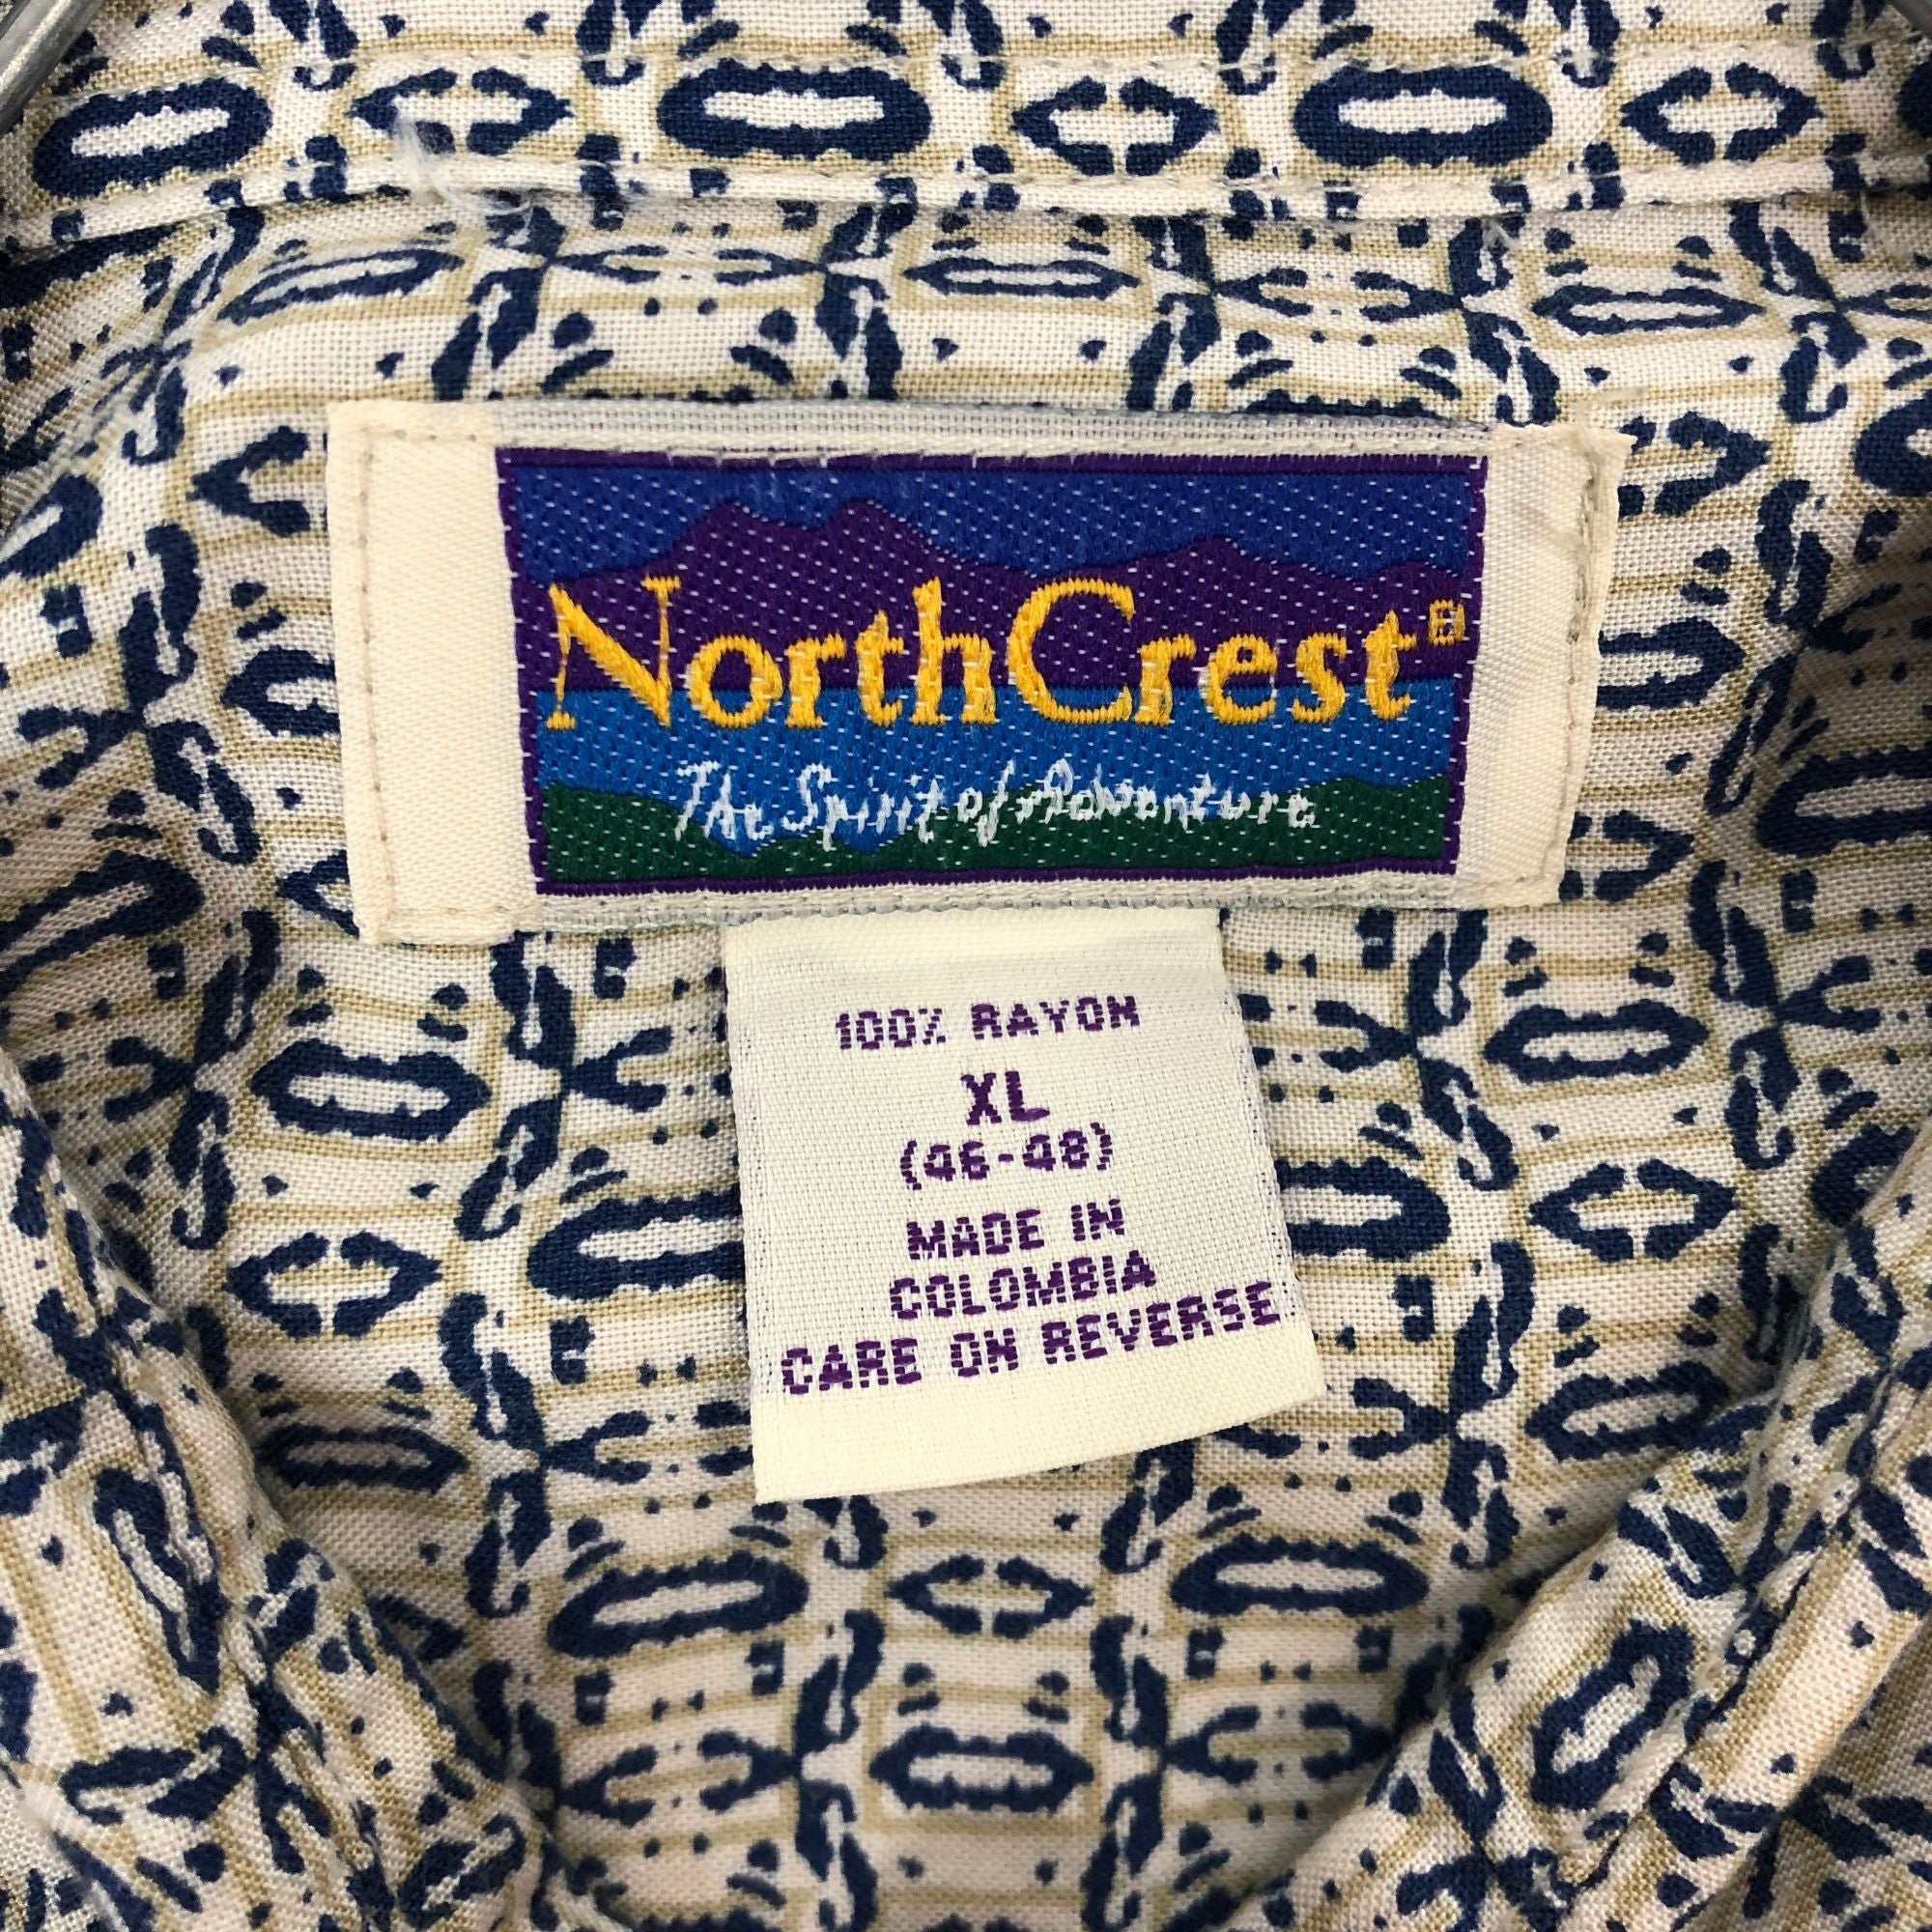 NorthCrest®
The Spirit of Adventure
100% RAYON
XL
(46-48)
MADE IN
COLOMBIA
CARE ON REVERSE